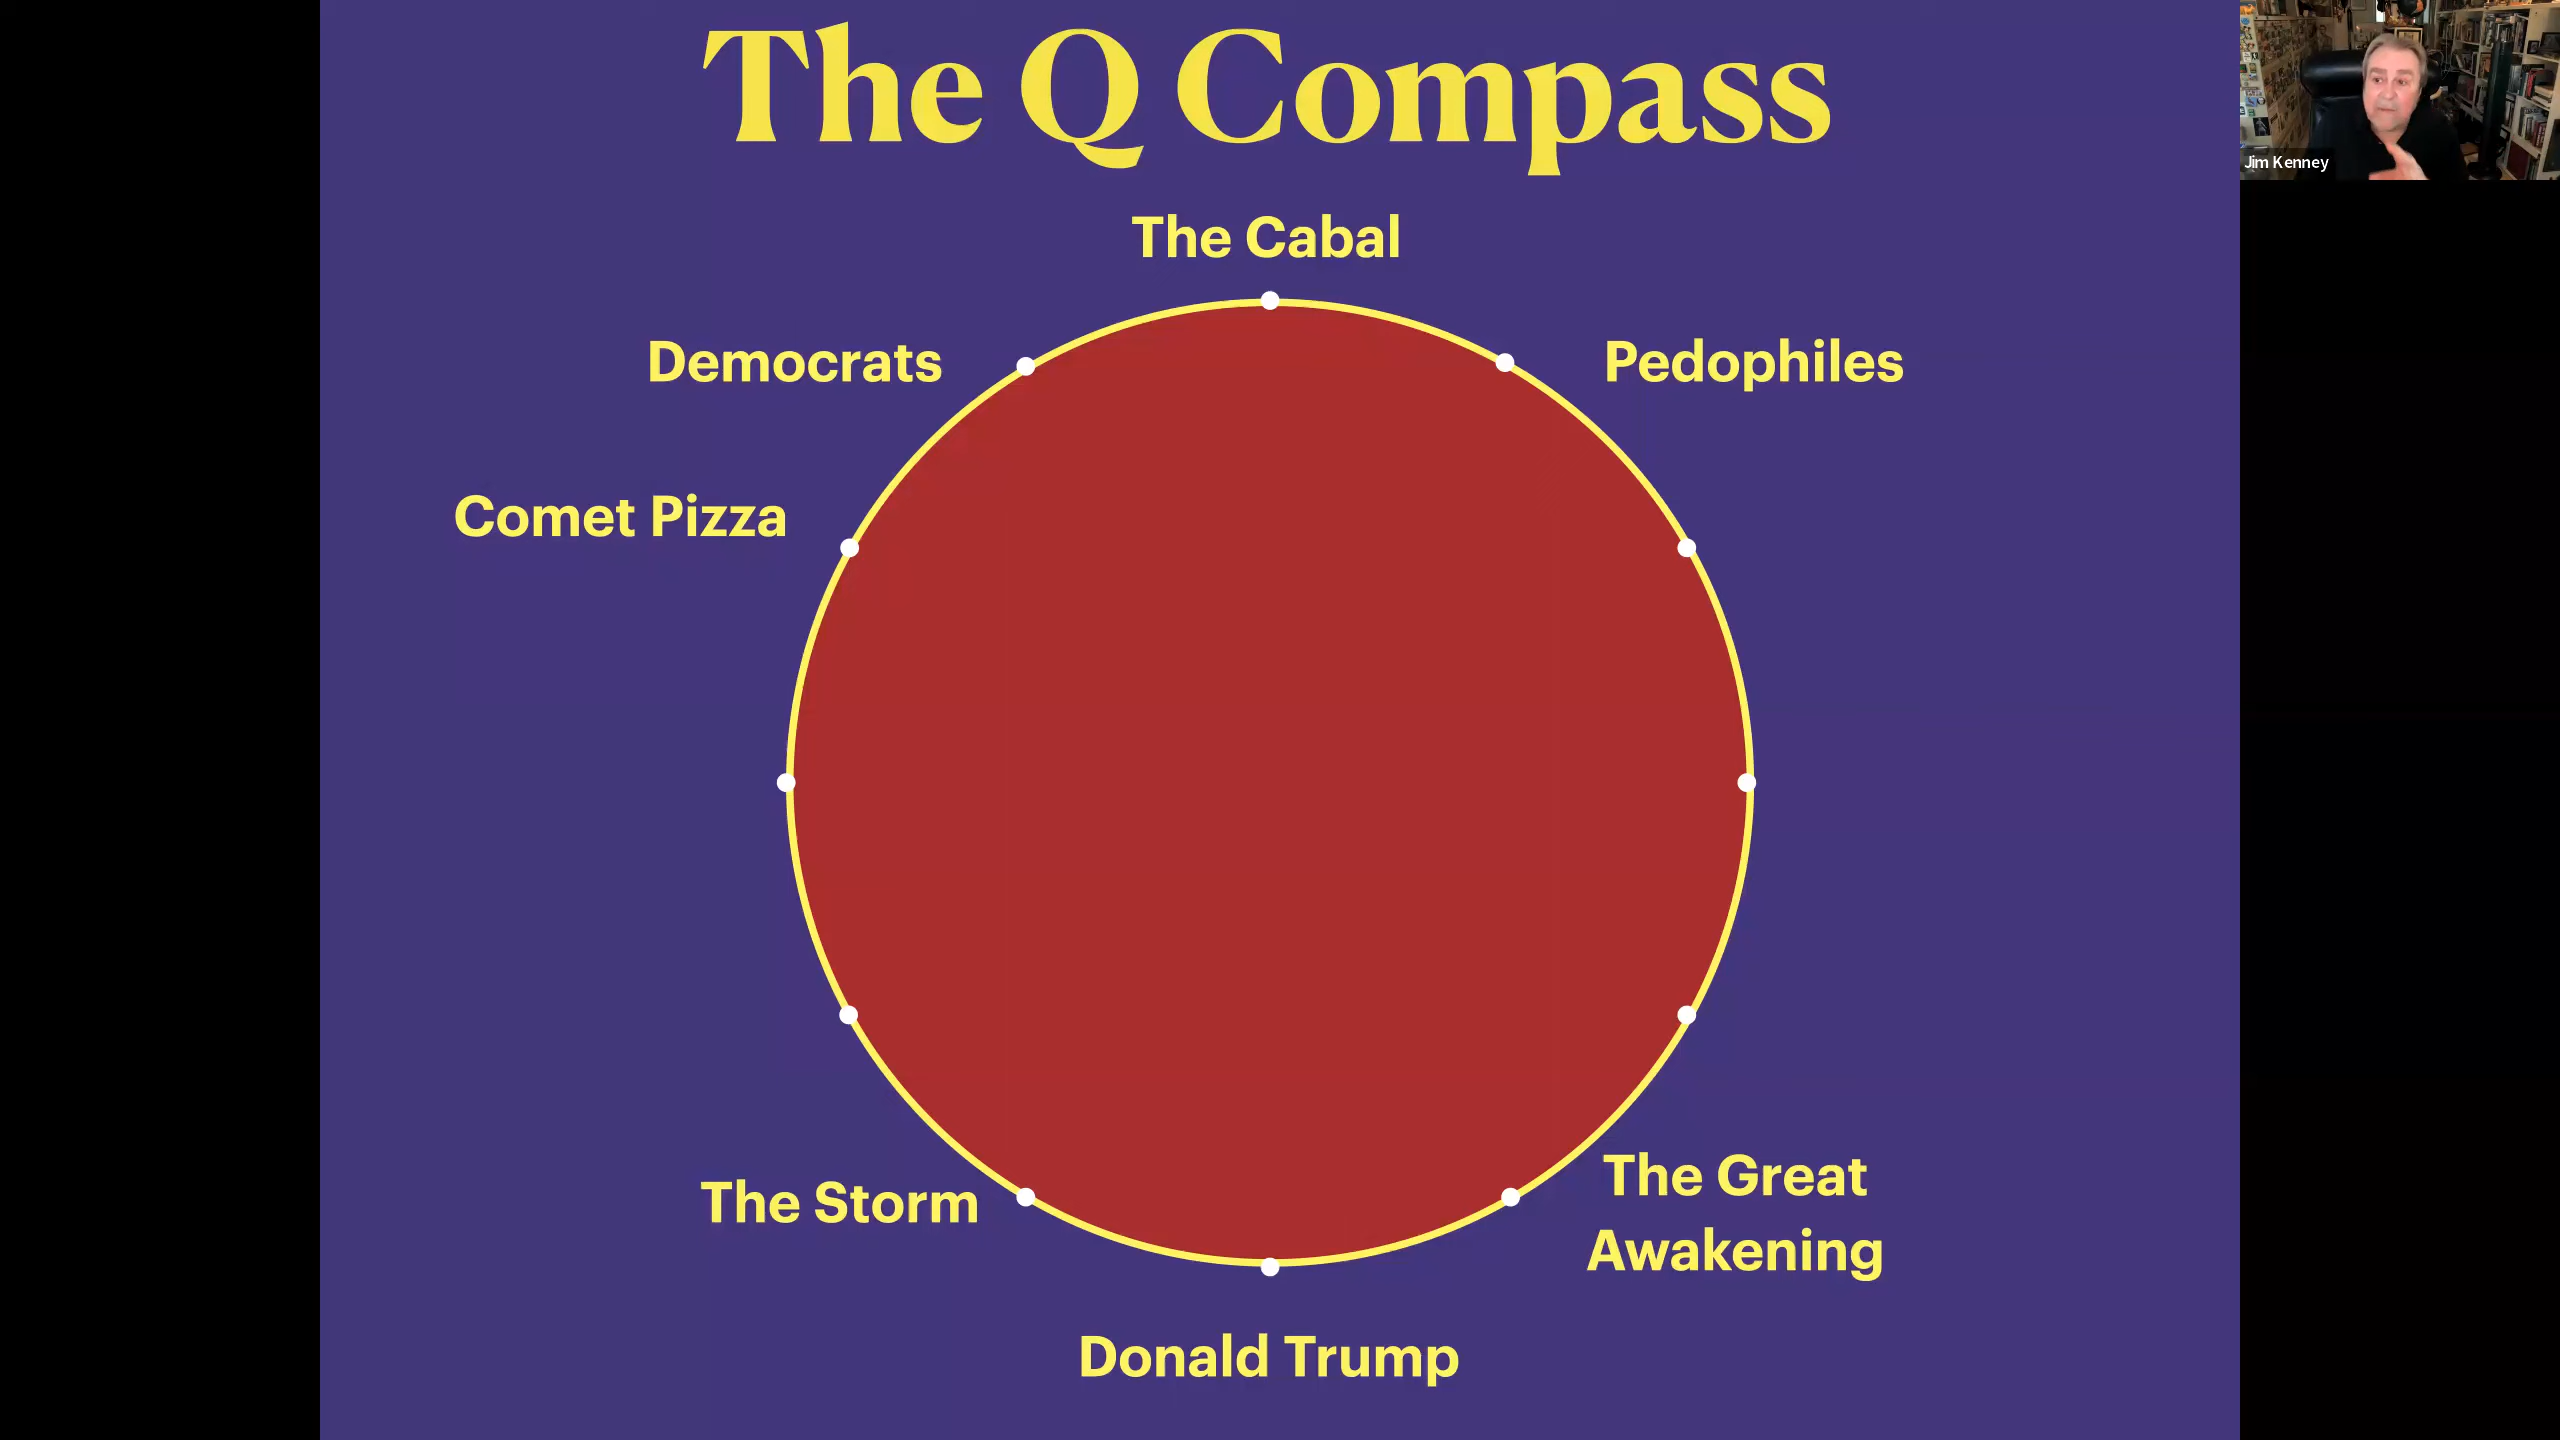 The Q Compass
Jim Kenney
The Cabal
Democrats
Pedophiles
Comet Pizza
The Storm
The Great
Awakening
Donald Trump